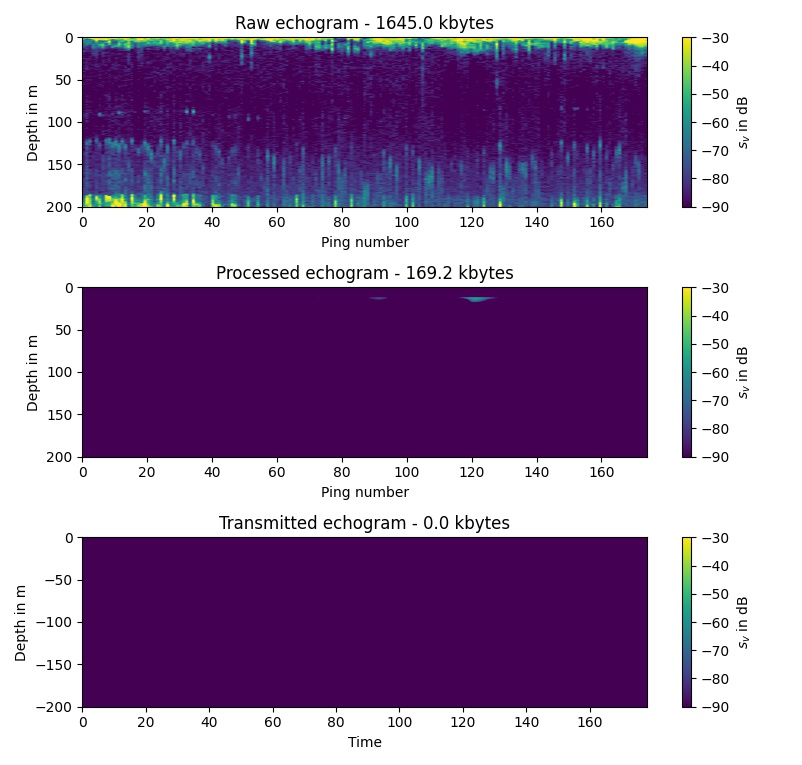 Raw echogram - 1645.0 kbytes
0
50
100
150
200
Depth in m
0 20 40 60 80 100 120 140 160
Ping number
−30
−40
−50
−60
−70
−80
−90
sv in dB
Processed echogram - 169.2 kbytes
0
50
100
150
200
Depth in m
0 20 40 60 80 100 120 140 160
Ping number
−30
−40
−50
−60
−70
−80
−90
sv in dB
Transmitted echogram - 0.0 kbytes
0
−50
−100
−150
−200
Depth in m
0 20 40 60 80 100 120 140 160
Time
−30
−40
−50
−60
−70
−80
−90
sv in dB